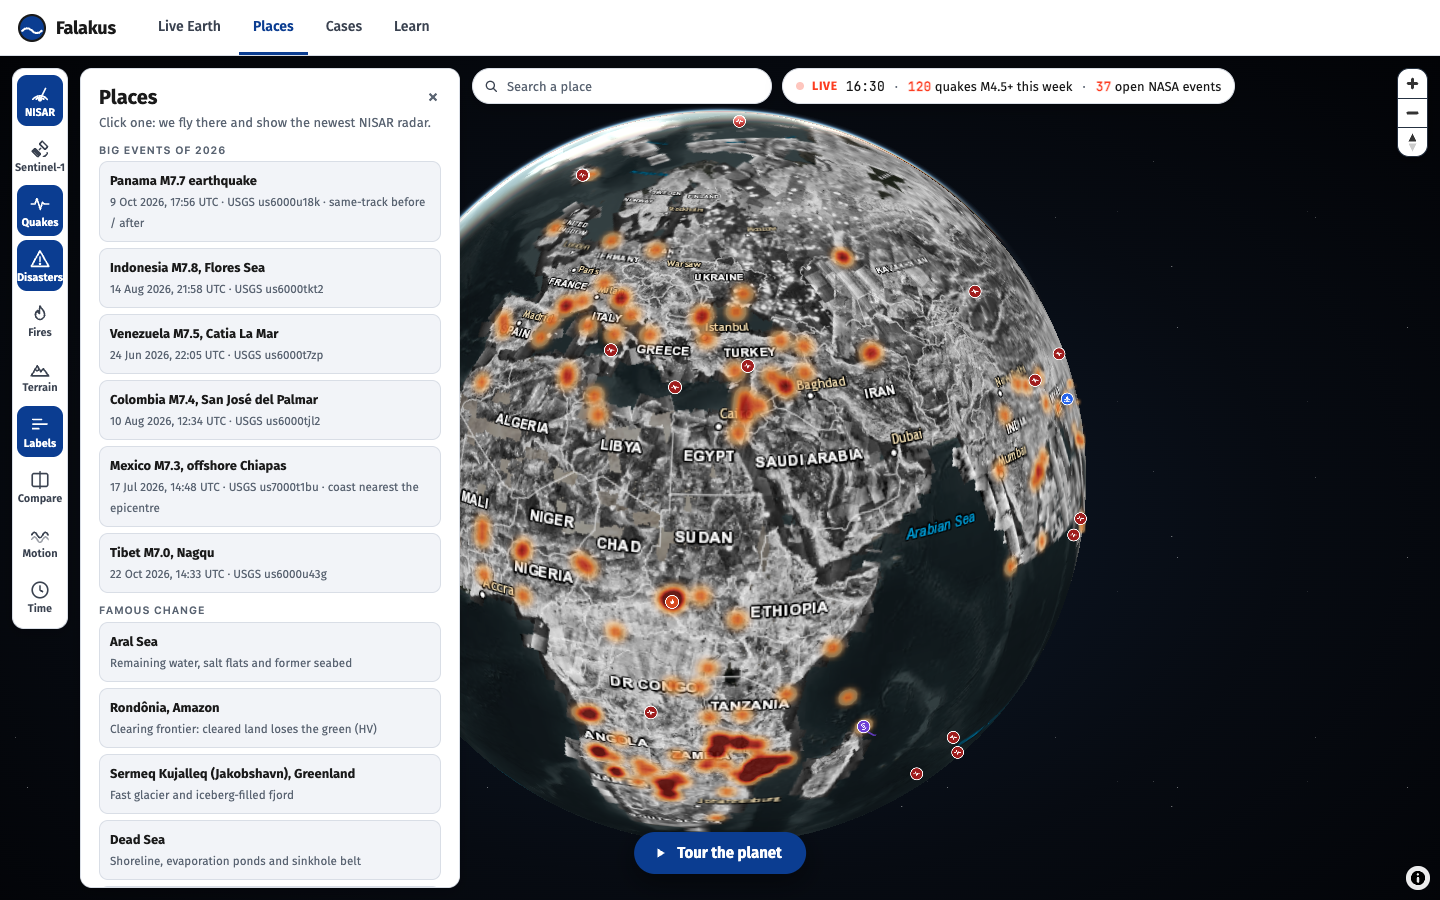 Falakus
Live Earth
Places
Cases
Learn
NISAR
Sentinel-1
Quakes
Disasters
Fires
Terrain
Labels
Compare
Motion
Time
Places
×
Click one: we fly there and show the newest NISAR radar.
BIG EVENTS OF 2026
Panama M7.7 earthquake
9 Oct 2026, 17:56 UTC · USGS us6000u18k · same-track before
/ after
Indonesia M7.8, Flores Sea
14 Aug 2026, 21:58 UTC · USGS us6000tkt2
Venezuela M7.5, Catia La Mar
24 Jun 2026, 22:05 UTC · USGS us6000t7zp
Colombia M7.4, San José del Palmar
10 Aug 2026, 12:34 UTC · USGS us6000tjl2
Mexico M7.3, offshore Chiapas
17 Jul 2026, 14:48 UTC · USGS us7000t1bu · coast nearest the
epicentre
Tibet M7.0, Nagqu
22 Oct 2026, 14:33 UTC · USGS us6000u43g
FAMOUS CHANGE
Aral Sea
Remaining water, salt flats and former seabed
Rondônia, Amazon
Clearing frontier: cleared land loses the green (HV)
Sermeq Kujalleq (Jakobshavn), Greenland
Fast glacier and iceberg-filled fjord
Dead Sea
Shoreline, evaporation ponds and sinkhole belt
Search a place
LIVE 16:30 · 120 quakes M4.5+ this week · 37 open NASA events
Warsaw
UKRAINE
Paris
FRANCE
ITALY
Istanbul
GREECE
TURKEY
Baghdad
IRAN
ALGERIA
LIBYA
EGYPT
SAUDI ARABIA
Dubai
Mumbai
MALI
NIGER
CHAD
SUDAN
Arabian Sea
NIGERIA
Accra
ETHIOPIA
DR CONGO
TANZANIA
ANGOLA
Tour the planet